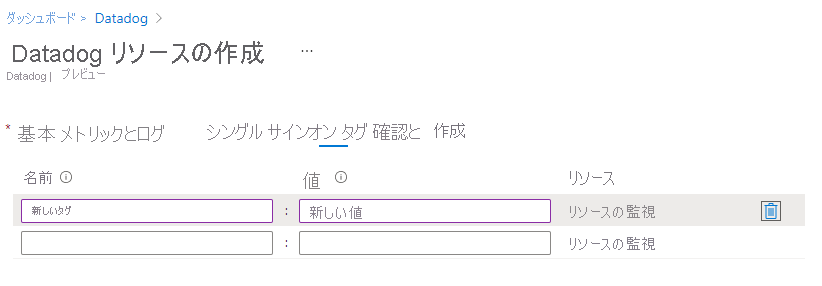 ダッシュボード > Datadog >
Datadog リソースの作成 ...
Datadog | プレビュー
* 基本 メトリックとログ シングル サインオン タグ 確認と 作成
名前 値 リソース
新しいタグ : 新しい値 リソースの監視
: リソースの監視